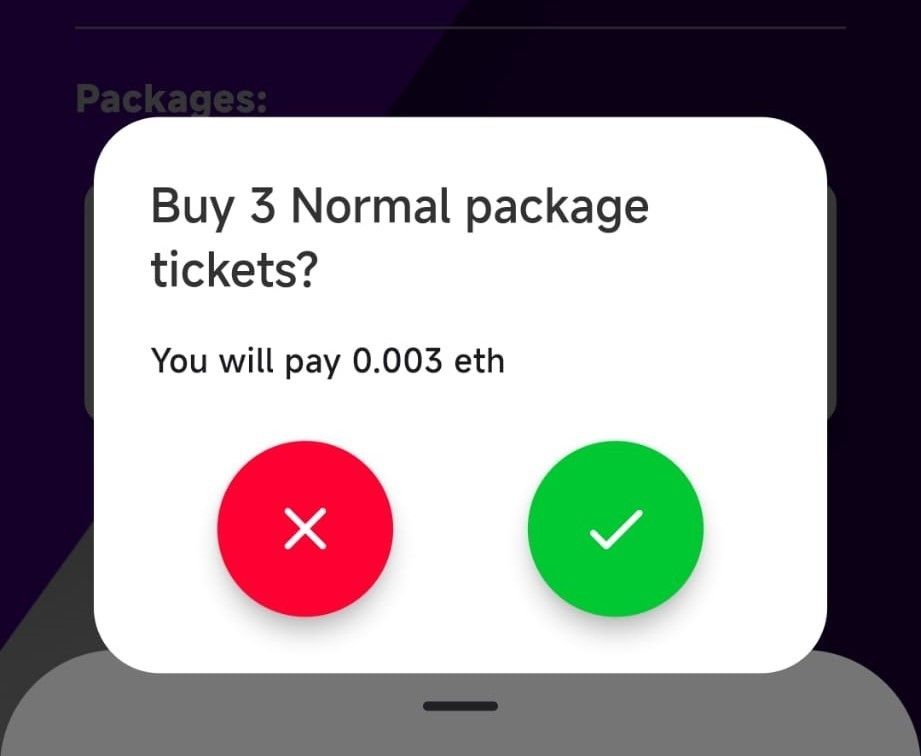 Packages:
Buy 3 Normal package
tickets?
You will pay 0.003 eth